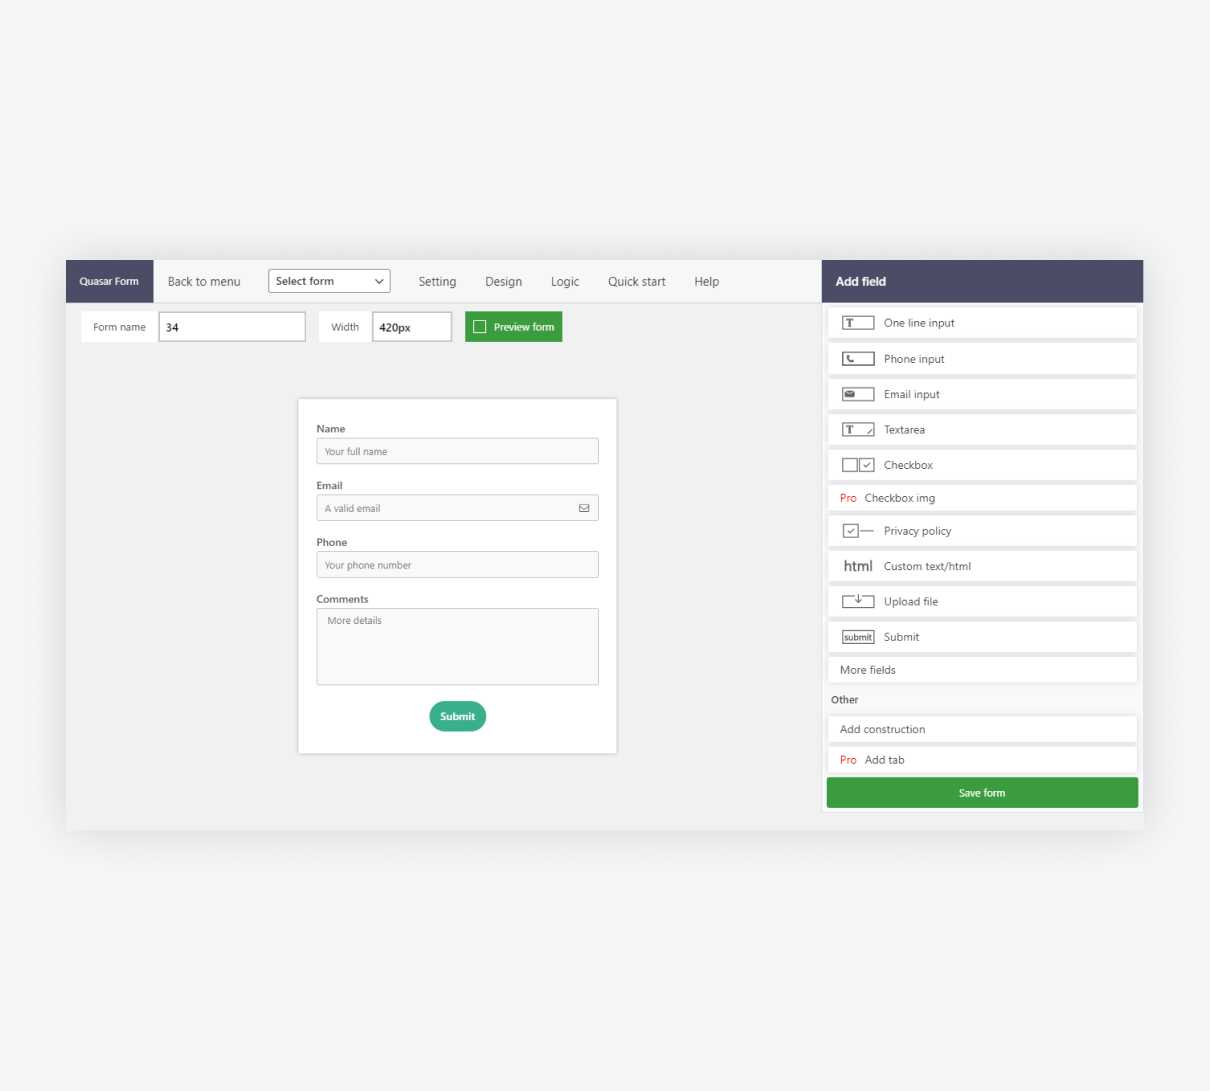 Quasar Form
Back to menu
Select form
Setting
Design
Logic
Quick start
Help
Add field
Form name
34
Width
420px
Preview form
Name
Your full name
Email
A valid email
Phone
Your phone number
Comments
More details
Submit
T One line input
Phone input
Email input
T Textarea
Checkbox
Pro Checkbox img
Privacy policy
html Custom text/html
Upload file
submit Submit
More fields
Other
Add construction
Pro Add tab
Save form